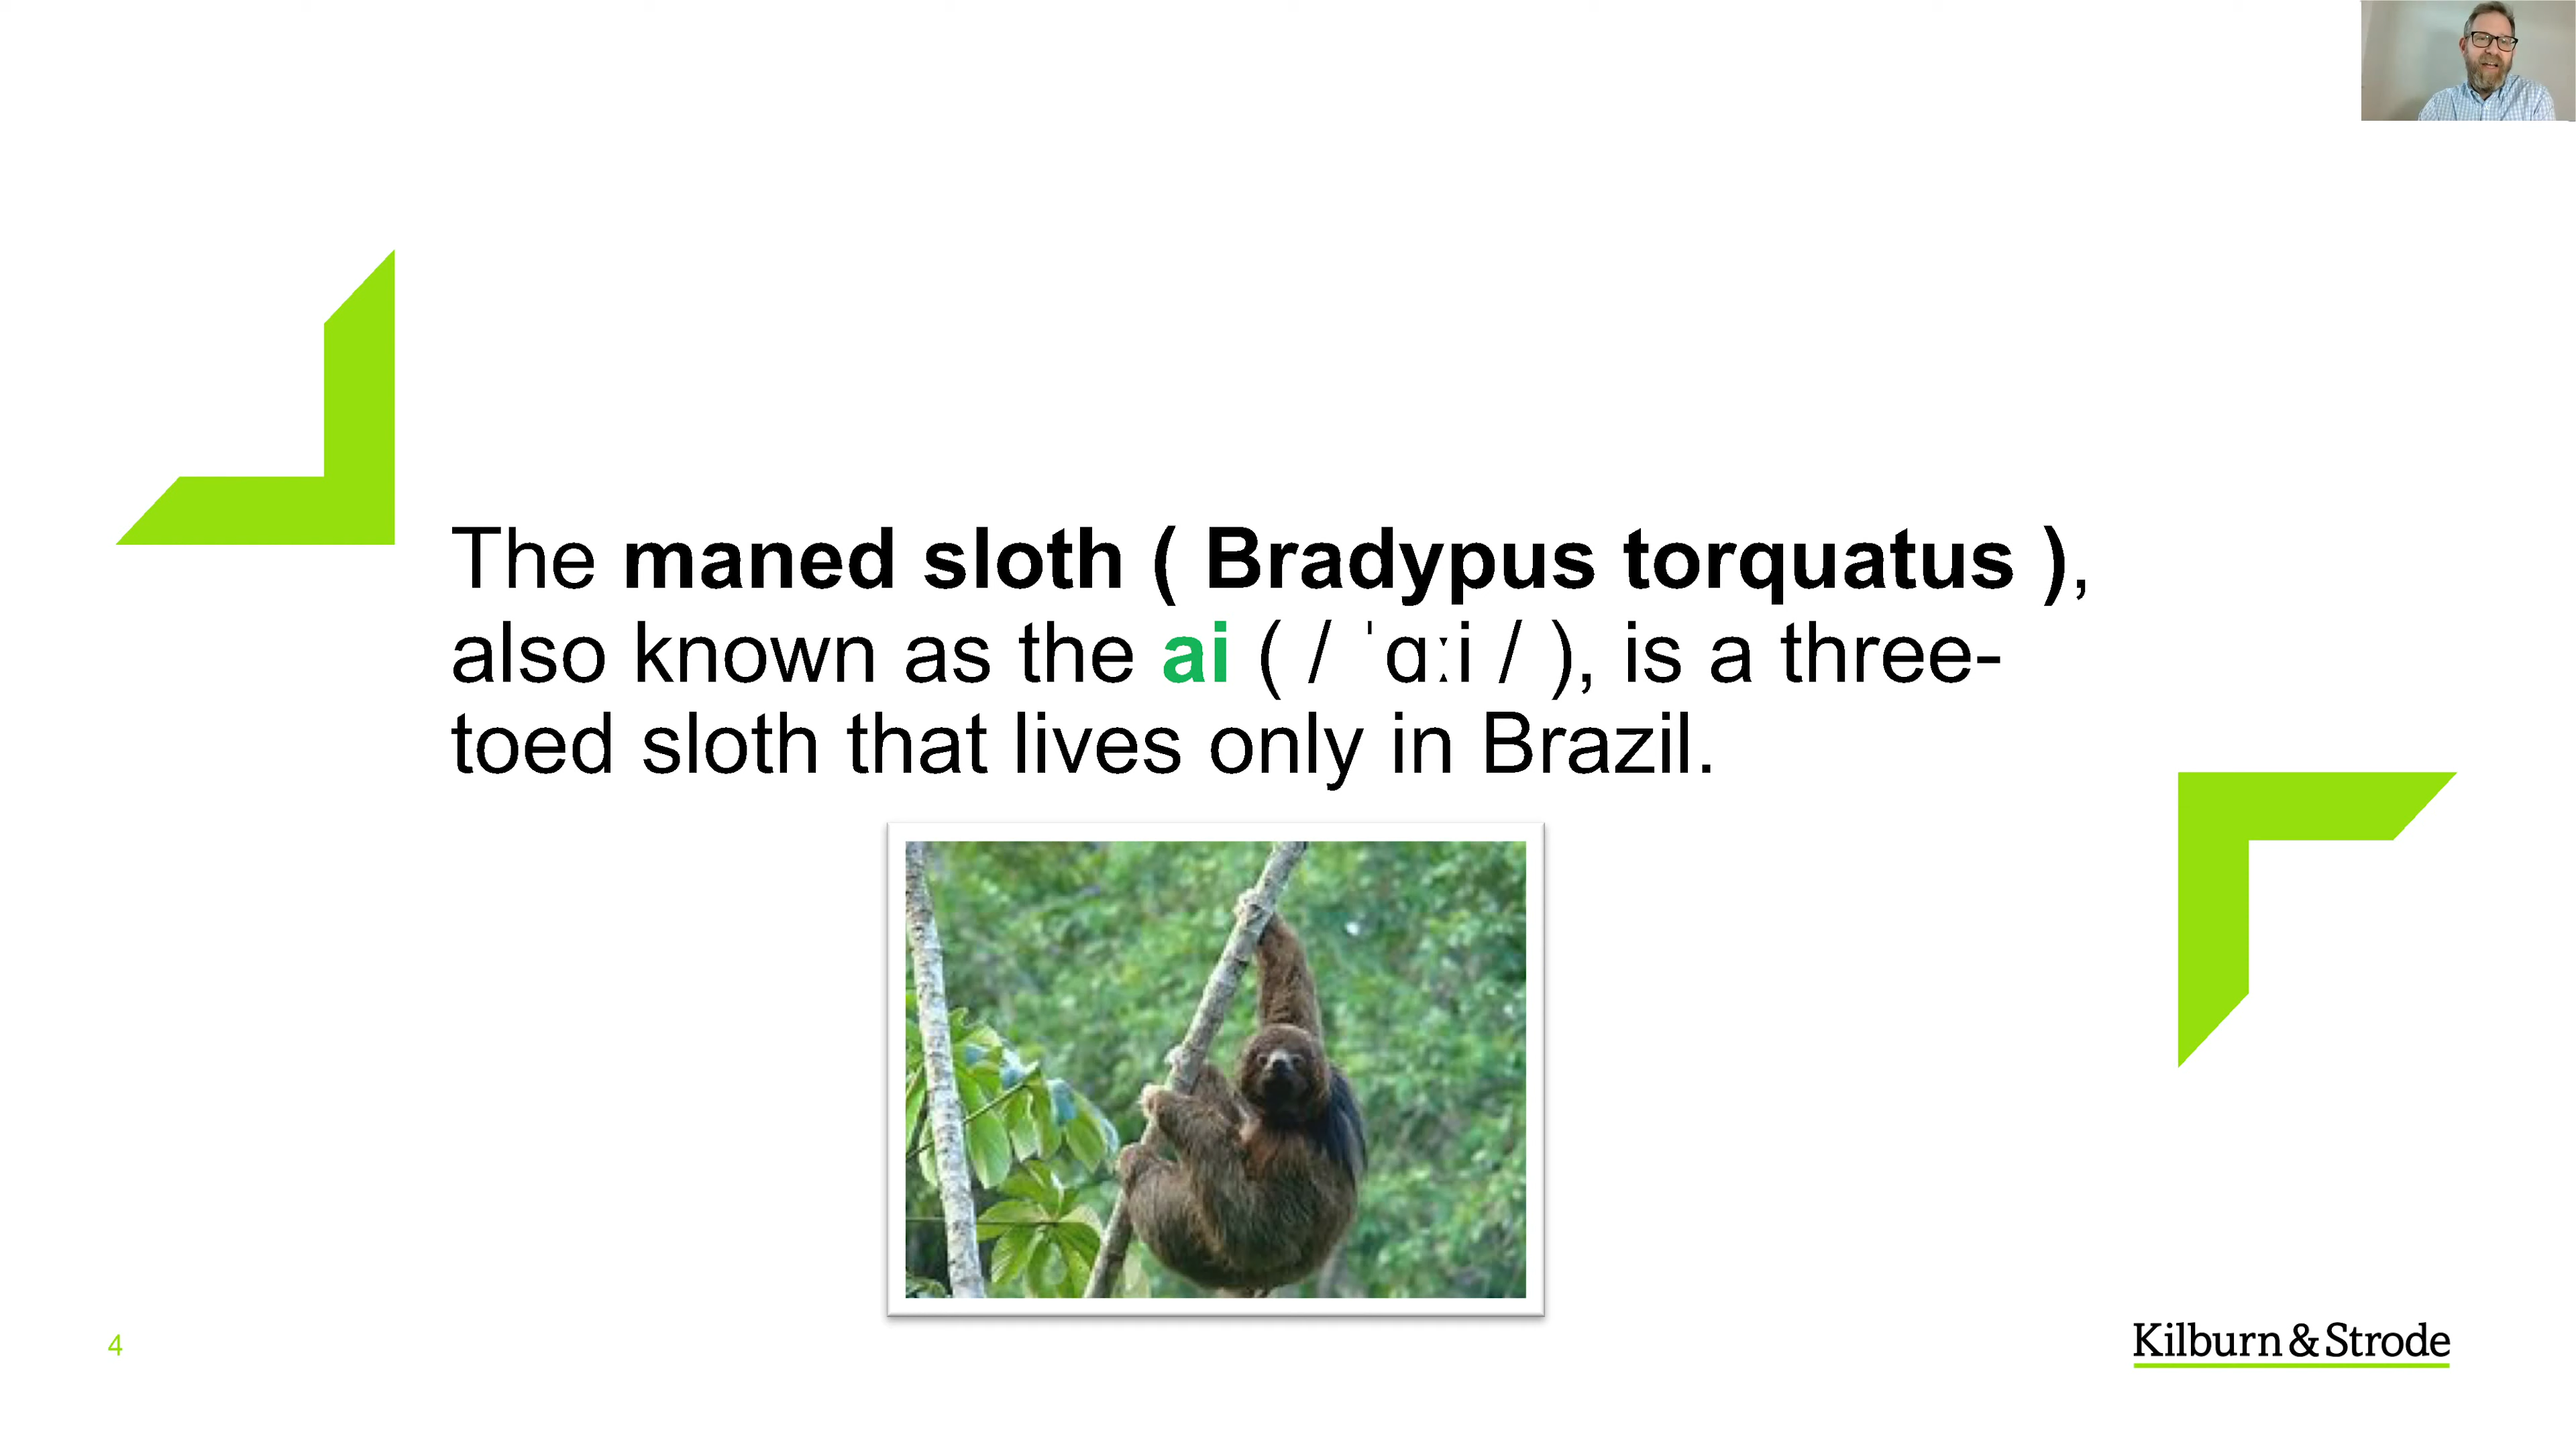 The maned sloth ( Bradypus torquatus ),
also known as the ai ( / ˈɑːi / ), is a three-
toed sloth that lives only in Brazil.
4
Kilburn & Strode